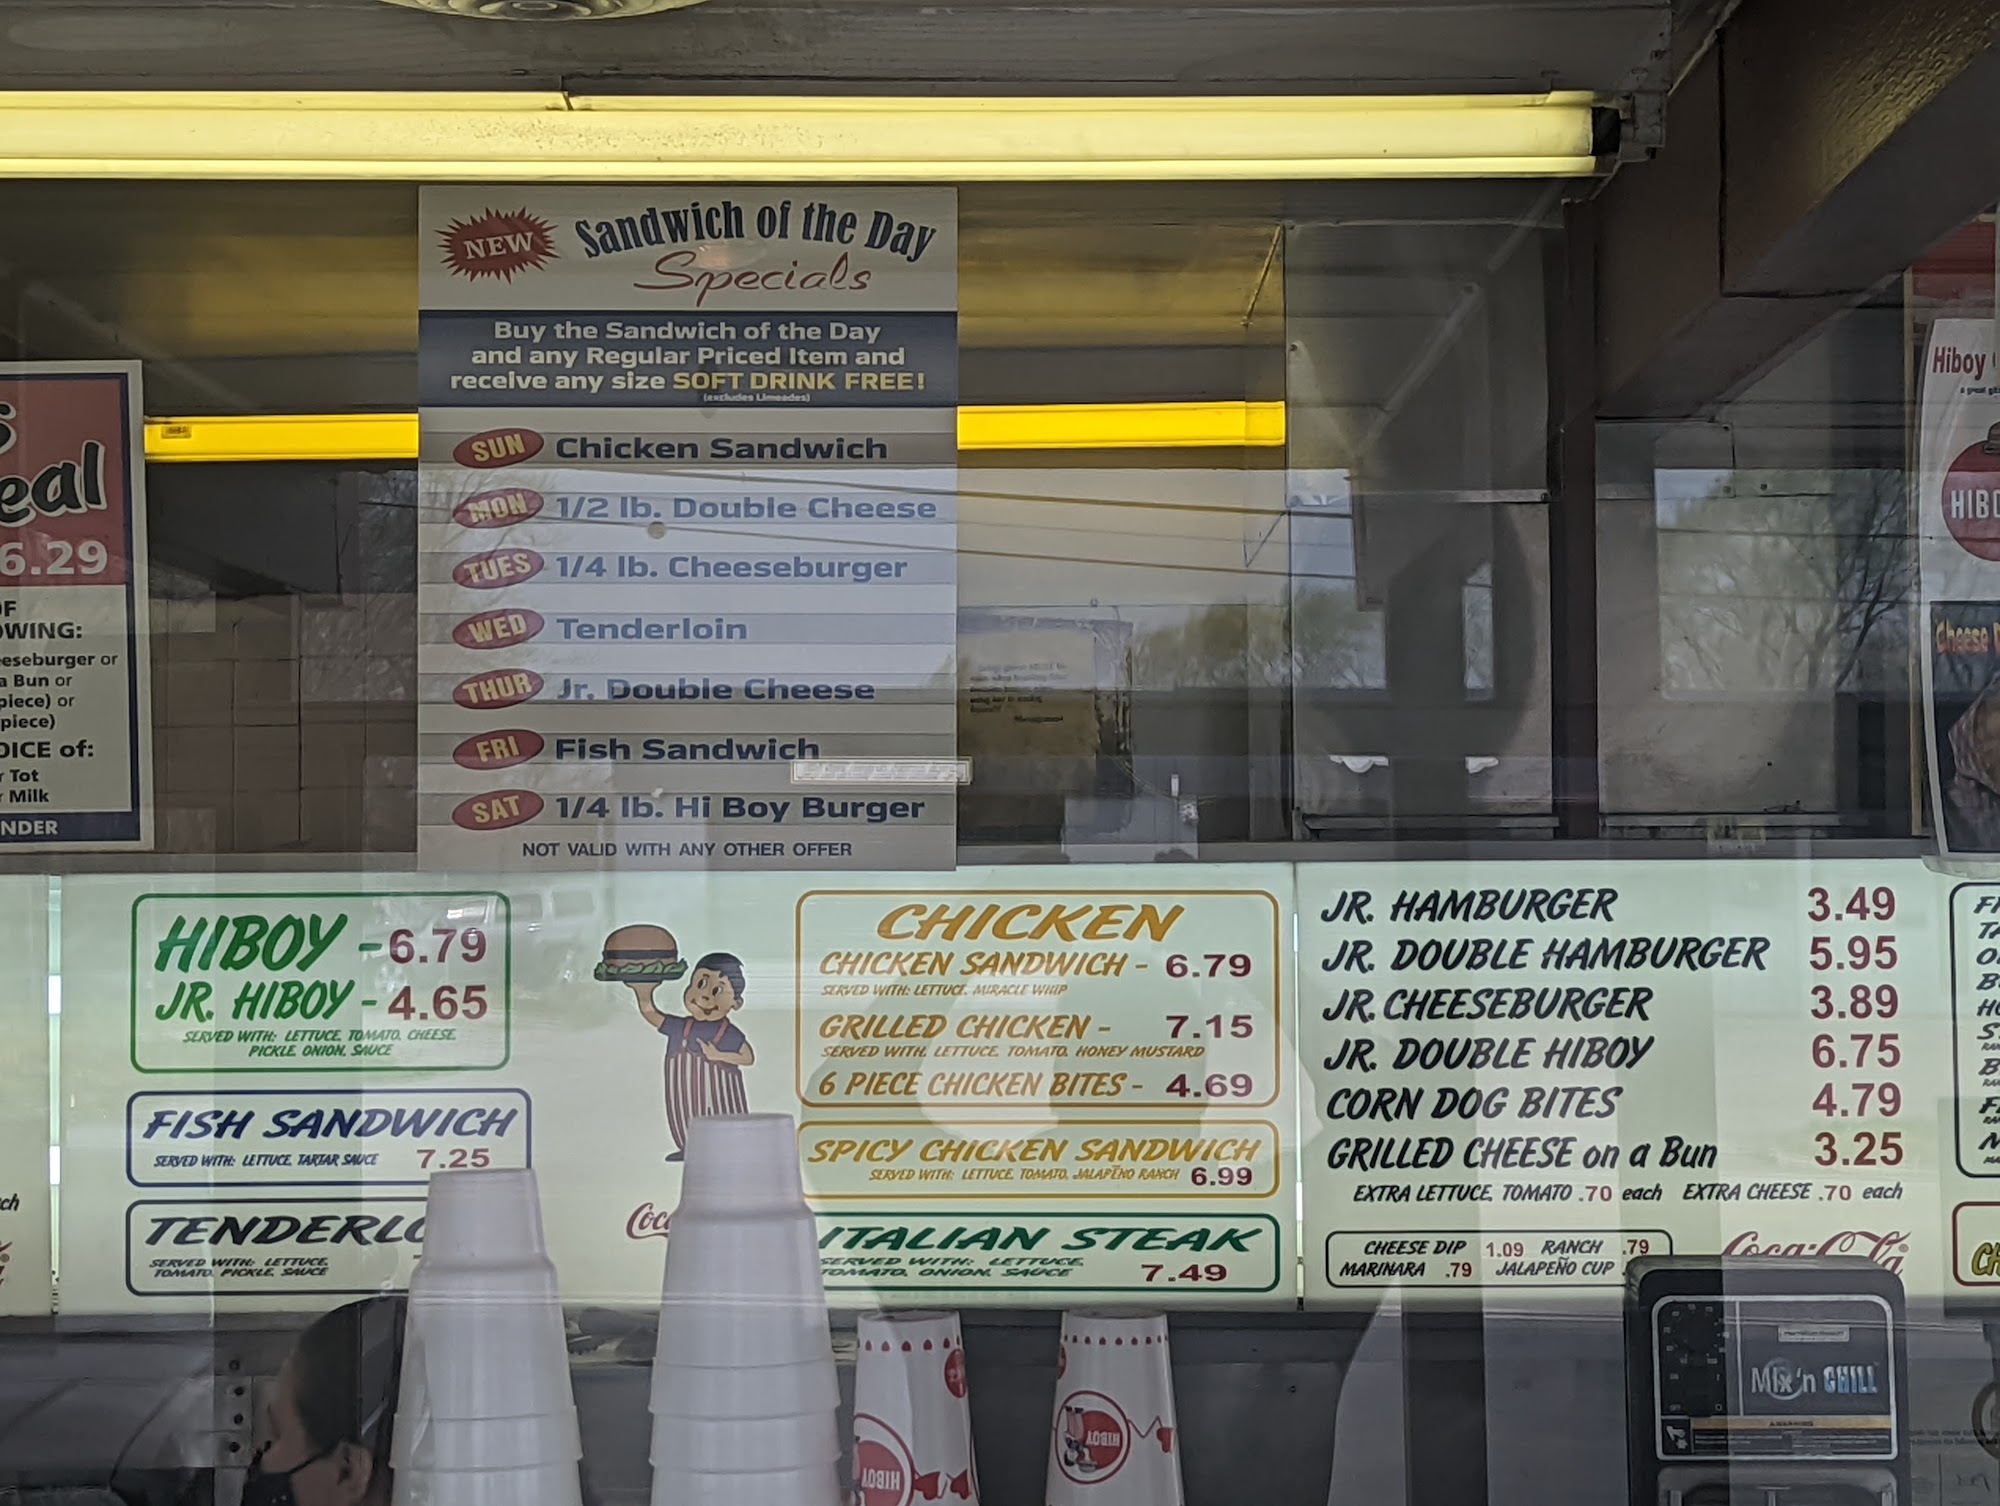 NEW
Sandwich of the Day
Specials
Buy the Sandwich of the Day
and any Regular Priced Item and
receive any size SOFT DRINK FREE!
(excludes Limeades)
SUN Chicken Sandwich
MON 1/2 lb. Double Cheese
TUES 1/4 lb. Cheeseburger
WED Tenderloin
THUR Jr. Double Cheese
FRI Fish Sandwich
SAT 1/4 lb. Hi Boy Burger
NOT VALID WITH ANY OTHER OFFER
eal
6.29
OF
OWING:
eeseburger or
a Bun or
piece) or
piece)
OICE of:
r Tot
r Milk
NDER
Hiboy
HIBO
Cheese
HIBOY - 6.79
JR. HIBOY - 4.65
SERVED WITH: LETTUCE, TOMATO, CHEESE,
PICKLE, ONION, SAUCE
FISH SANDWICH
SERVED WITH: LETTUCE, TARTAR SAUCE 7.25
TENDERLO
SERVED WITH: LETTUCE,
TOMATO, PICKLE, SAUCE
Coc
CHICKEN
CHICKEN SANDWICH - 6.79
SERVED WITH: LETTUCE, MIRACLE WHIP
GRILLED CHICKEN - 7.15
SERVED WITH: LETTUCE, TOMATO, HONEY MUSTARD
6 PIECE CHICKEN BITES - 4.69
SPICY CHICKEN SANDWICH
SERVED WITH: LETTUCE, TOMATO, JALAPEÑO RANCH 6.99
ITALIAN STEAK
SERVED WITH: LETTUCE,
TOMATO, ONION, SAUCE 7.49
JR. HAMBURGER 3.49
JR. DOUBLE HAMBURGER 5.95
JR. CHEESEBURGER 3.89
JR. DOUBLE HIBOY 6.75
CORN DOG BITES 4.79
GRILLED CHEESE on a Bun 3.25
EXTRA LETTUCE, TOMATO .70 each EXTRA CHEESE .70 each
CHEESE DIP 1.09 RANCH .79
MARINARA .79 JALAPEÑO CUP
Coca-Cola
HIBOY
HIBOY
Mix'n CHILL